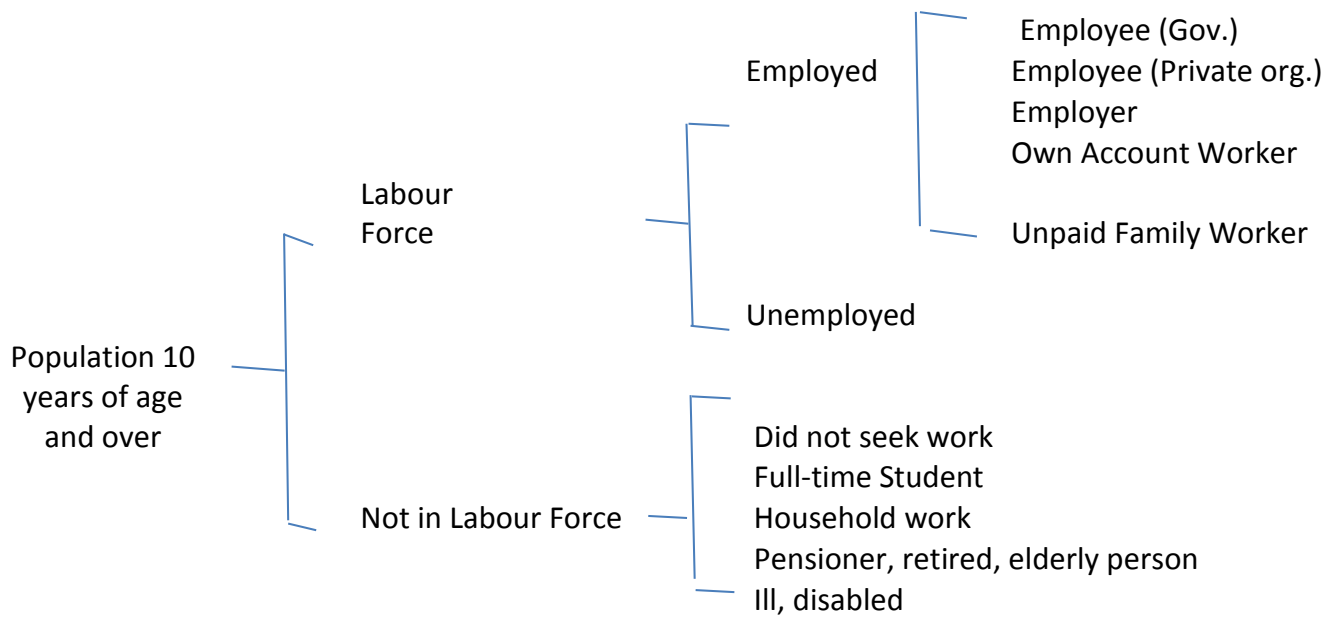 Population 10
years of age
and over
Labour
Force
Employed
Employee (Gov.)
Employee (Private org.)
Employer
Own Account Worker
Unpaid Family Worker
Unemployed
Not in Labour Force
Did not seek work
Full-time Student
Household work
Pensioner, retired, elderly person
Ill, disabled